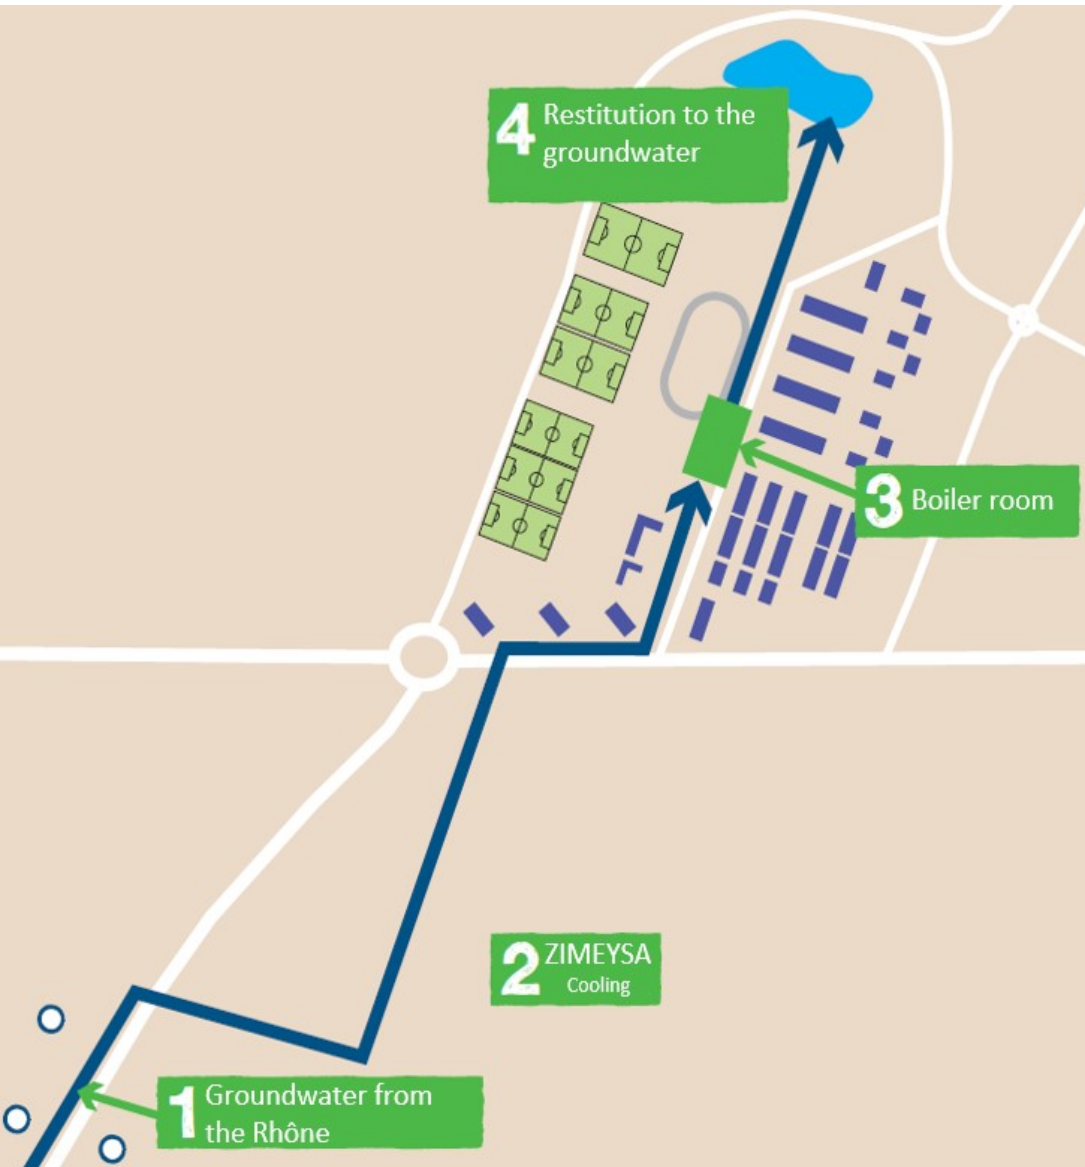 4 Restitution to the
groundwater
3 Boiler room
2 ZIMEYSA
Cooling
1 Groundwater from
the Rhône